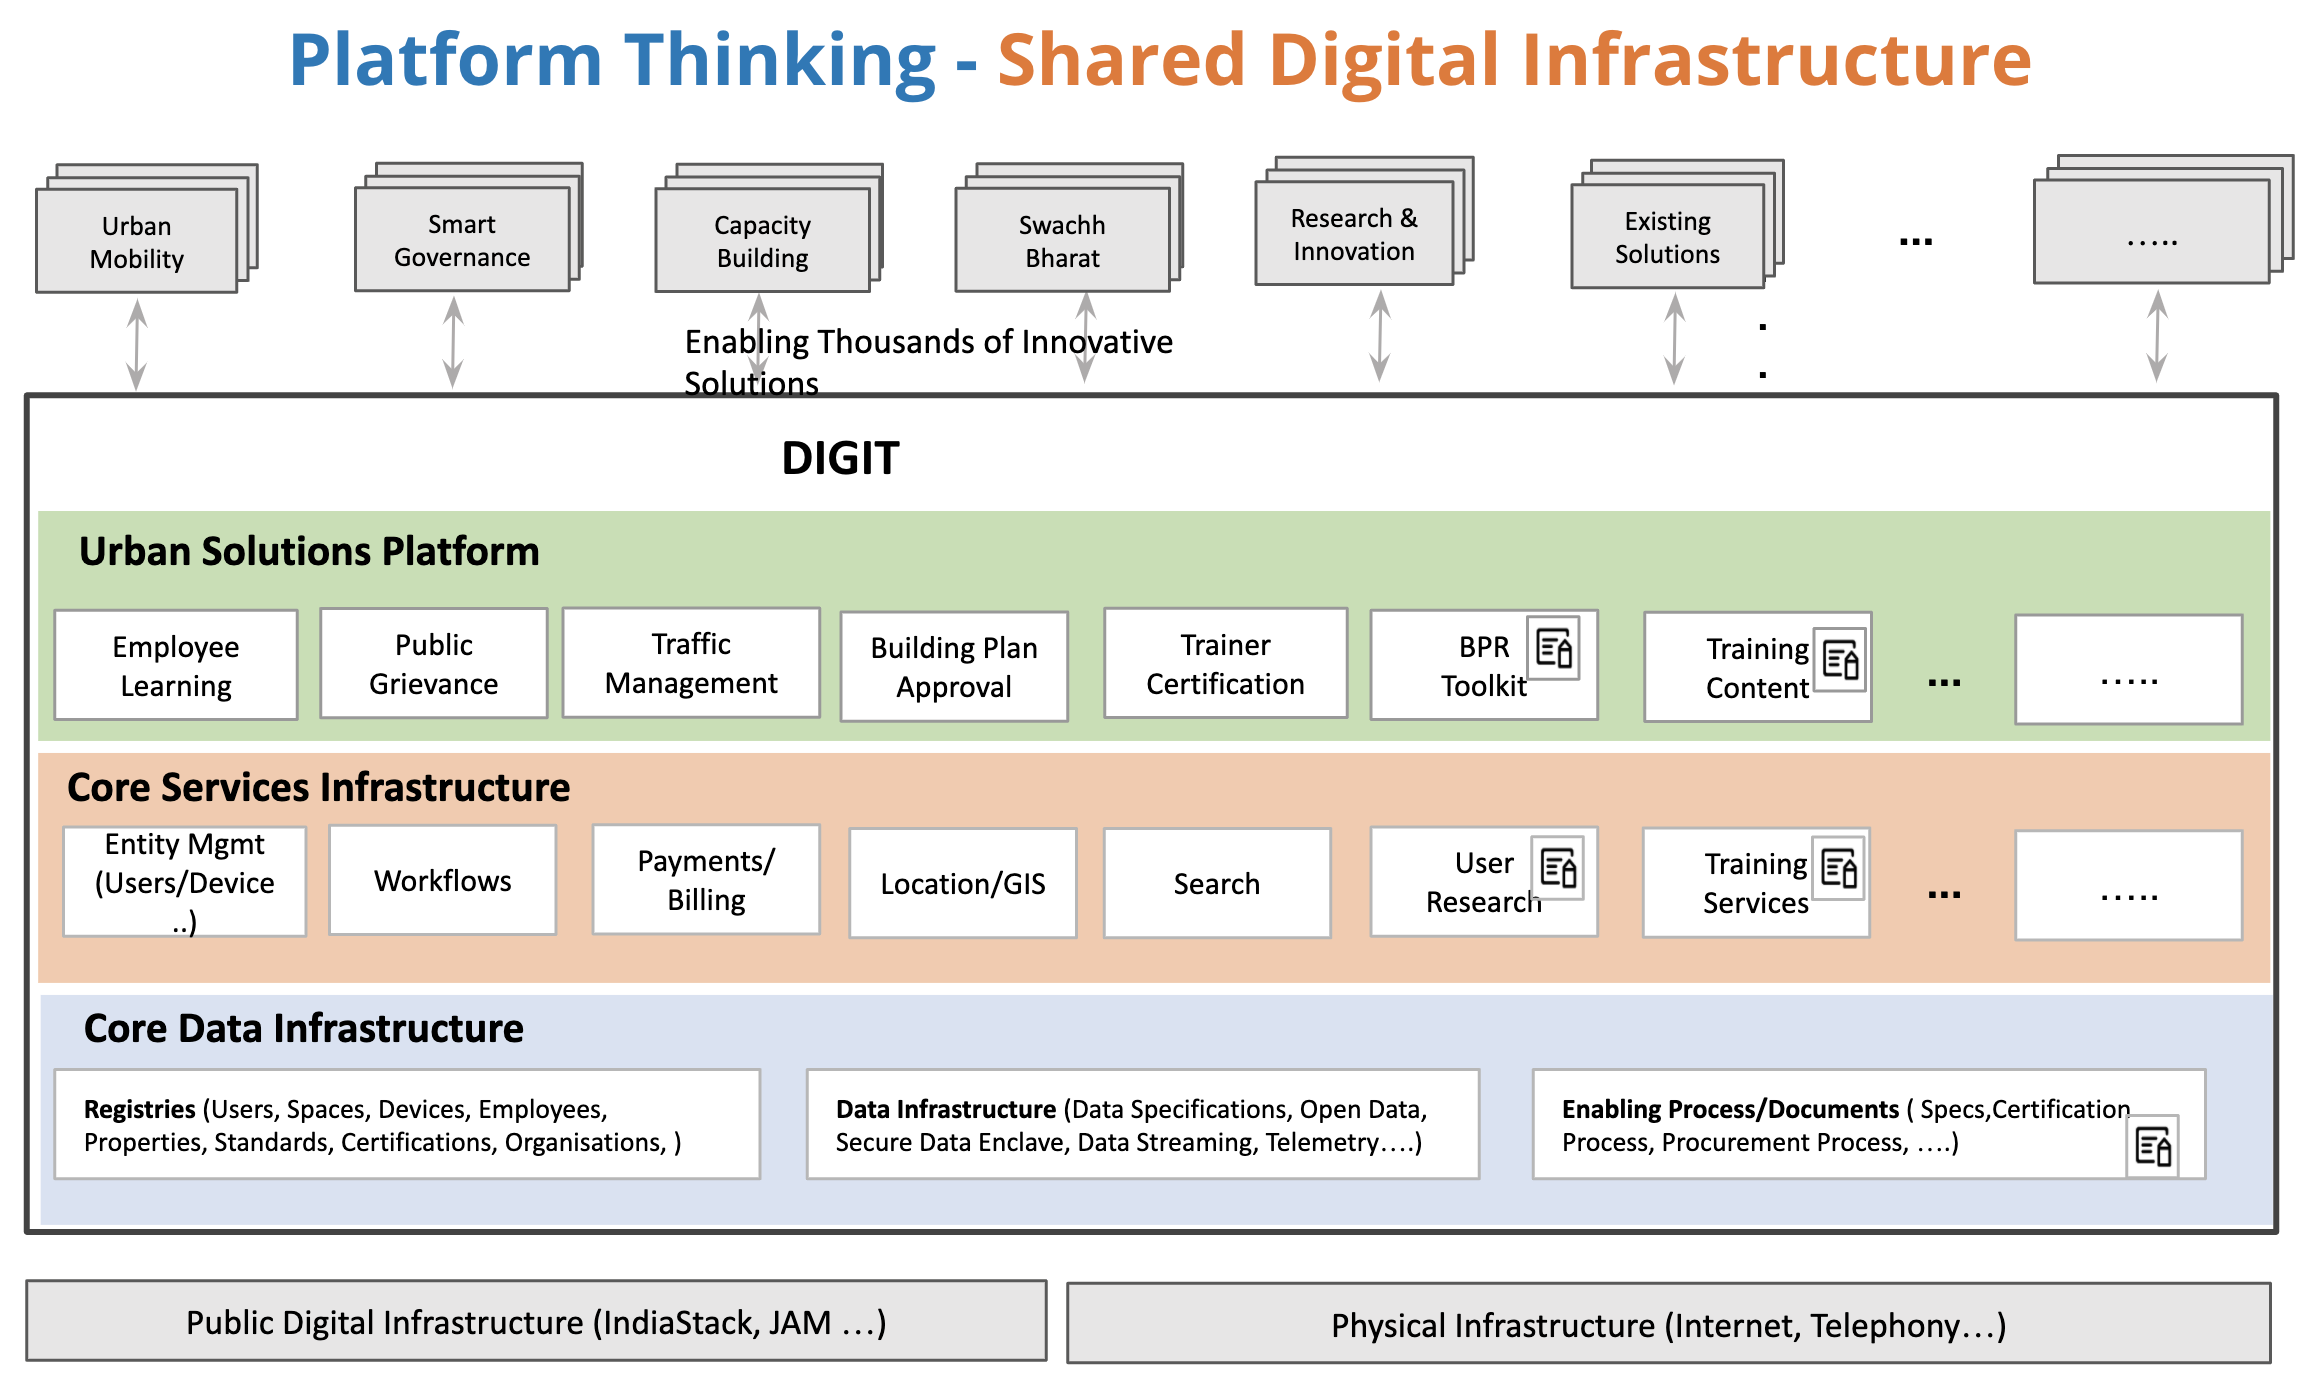 Platform Thinking - Shared Digital Infrastructure
Urban
Mobility
Smart
Governance
Capacity
Building
Swachh
Bharat
Research &
Innovation
Existing
Solutions
...
.....
Enabling Thousands of Innovative
Solutions
.
.
DIGIT
Urban Solutions Platform
Employee
Learning
Public
Grievance
Traffic
Management
Building Plan
Approval
Trainer
Certification
BPR
Toolkit
Training
Content
...
.....
Core Services Infrastructure
Entity Mgmt
(Users/Device
..)
Workflows
Payments/
Billing
Location/GIS
Search
User
Research
Training
Services
...
.....
Core Data Infrastructure
Registries (Users, Spaces, Devices, Employees,
Properties, Standards, Certifications, Organisations, )
Data Infrastructure (Data Specifications, Open Data,
Secure Data Enclave, Data Streaming, Telemetry....)
Enabling Process/Documents ( Specs,Certification
Process, Procurement Process, ....)
Public Digital Infrastructure (IndiaStack, JAM ...)
Physical Infrastructure (Internet, Telephony...)